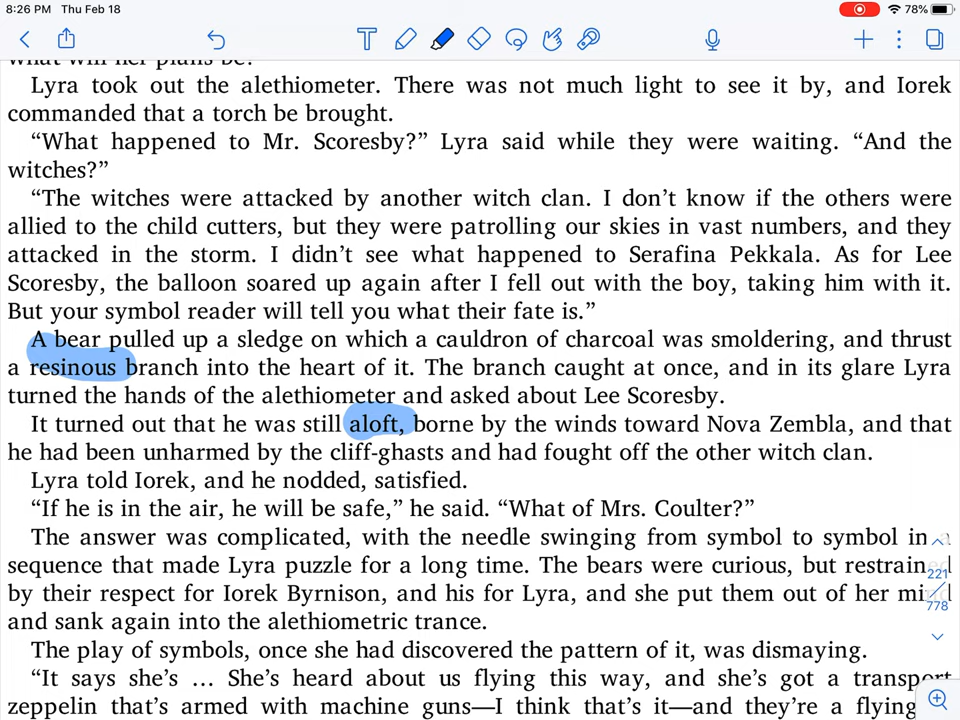 8:26 PM Thu Feb 18
78%
what will her plans be?
Lyra took out the alethiometer. There was not much light to see it by, and Iorek
commanded that a torch be brought.
“What happened to Mr. Scoresby?” Lyra said while they were waiting. “And the
witches?”
“The witches were attacked by another witch clan. I don’t know if the others were
allied to the child cutters, but they were patrolling our skies in vast numbers, and they
attacked in the storm. I didn’t see what happened to Serafina Pekkala. As for Lee
Scoresby, the balloon soared up again after I fell out with the boy, taking him with it.
But your symbol reader will tell you what their fate is.”
A bear pulled up a sledge on which a cauldron of charcoal was smoldering, and thrust
a resinous branch into the heart of it. The branch caught at once, and in its glare Lyra
turned the hands of the alethiometer and asked about Lee Scoresby.
It turned out that he was still aloft, borne by the winds toward Nova Zembla, and that
he had been unharmed by the cliff-ghasts and had fought off the other witch clan.
Lyra told Iorek, and he nodded, satisfied.
“If he is in the air, he will be safe,” he said. “What of Mrs. Coulter?”
The answer was complicated, with the needle swinging from symbol to symbol in a
sequence that made Lyra puzzle for a long time. The bears were curious, but restrained
by their respect for Iorek Byrnison, and his for Lyra, and she put them out of her mind
and sank again into the alethiometric trance.
The play of symbols, once she had discovered the pattern of it, was dismaying.
“It says she’s … She’s heard about us flying this way, and she’s got a transport
zeppelin that’s armed with machine guns—I think that’s it—and they’re a flying
221
778